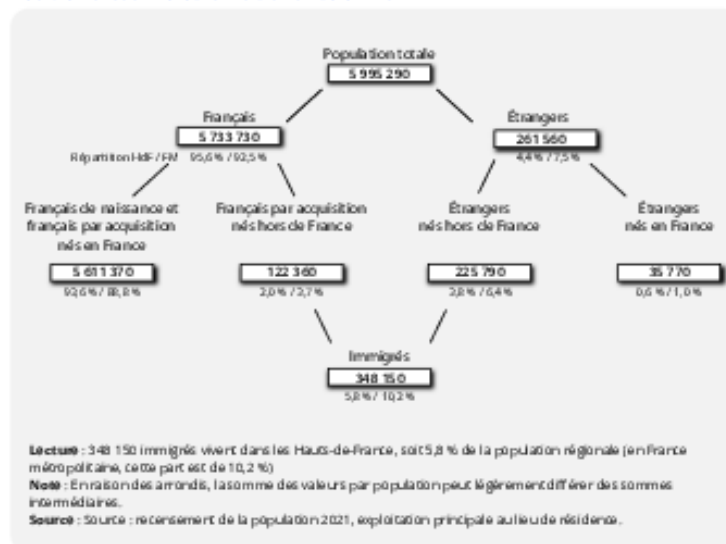 Population totale
5 995 290
Français
5 733 730
Répartition HdF / FM 95,6 % / 92,5 %
Étrangers
261 560
4,4 % / 7,5 %
Français de naissance et
français par acquisition
nés en France
5 611 370
93,6 % / 88,8 %
Français par acquisition
nés hors de France
122 360
2,0 % / 3,7 %
Étrangers
nés hors de France
225 790
3,8 % / 6,4 %
Étrangers
nés en France
35 770
0,6 % / 1,0 %
Immigrés
348 150
5,8 % / 10,2 %
Lecture : 348 150 immigrés vivent dans les Hauts-de-France, soit 5,8 % de la population régionale (en France
métropolitaine, cette part est de 10,2 %)
Note : En raison des arrondis, la somme des valeurs par population peut légèrement différer des sommes
intermédiaires.
Source : Source : recensement de la population 2021, exploitation principale au lieu de résidence.